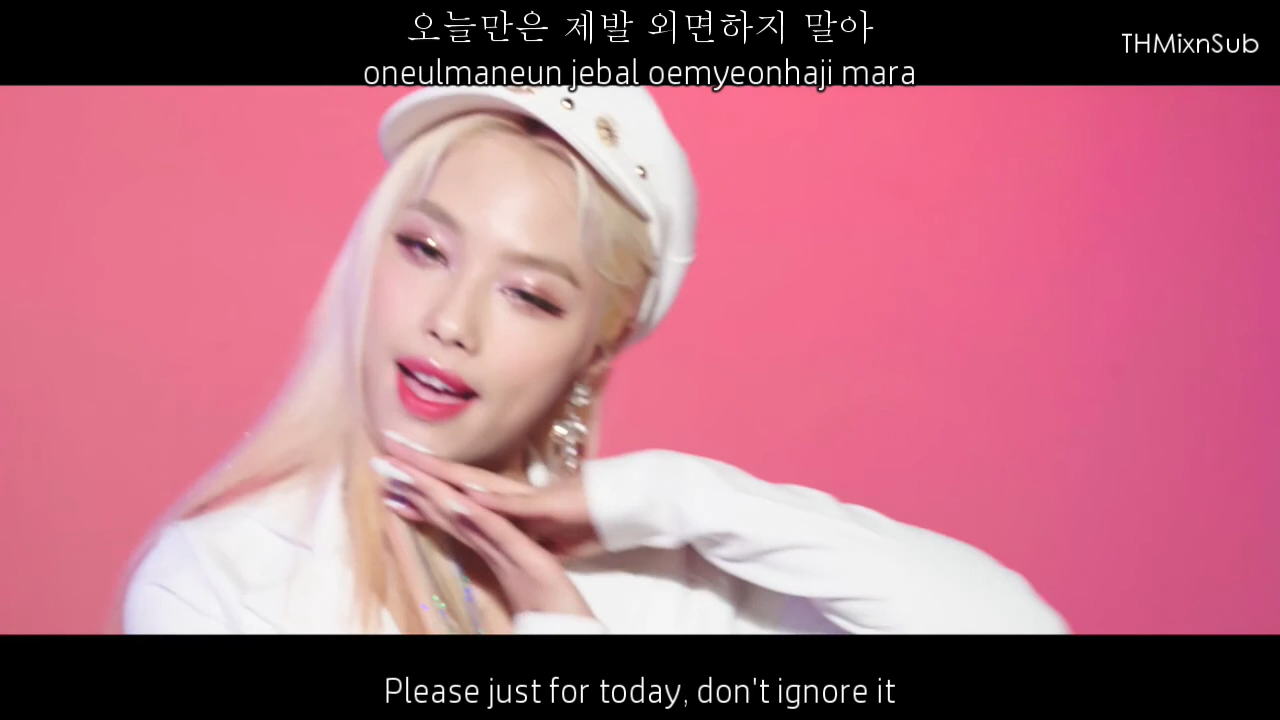 오늘만은 제발 외면하지 말아
THMixnSub
oneulmaneun jebal oemyeonhaji mara
Please just for today, don't ignore it